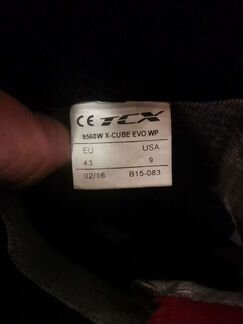 CE TCX
9560W X-CUBE EVO WP
EU USA
43 9
02/16 B15-083